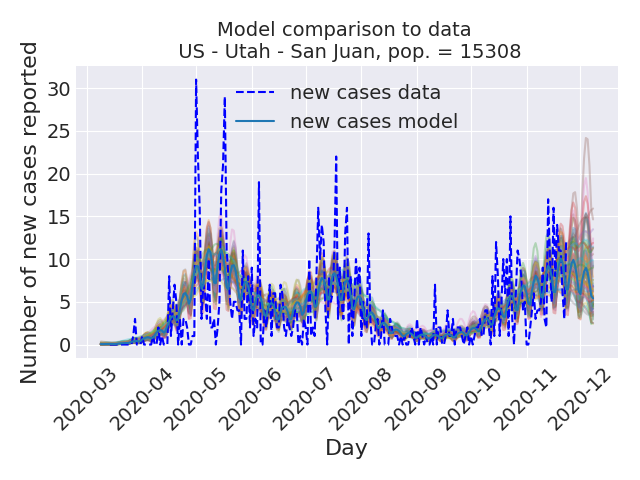 Model comparison to data
US - Utah - San Juan, pop. = 15308
Number of new cases reported
30
25
20
15
10
5
0
new cases data
new cases model
2020-03
2020-04
2020-05
2020-06
2020-07
2020-08
2020-09
2020-10
2020-11
2020-12
Day